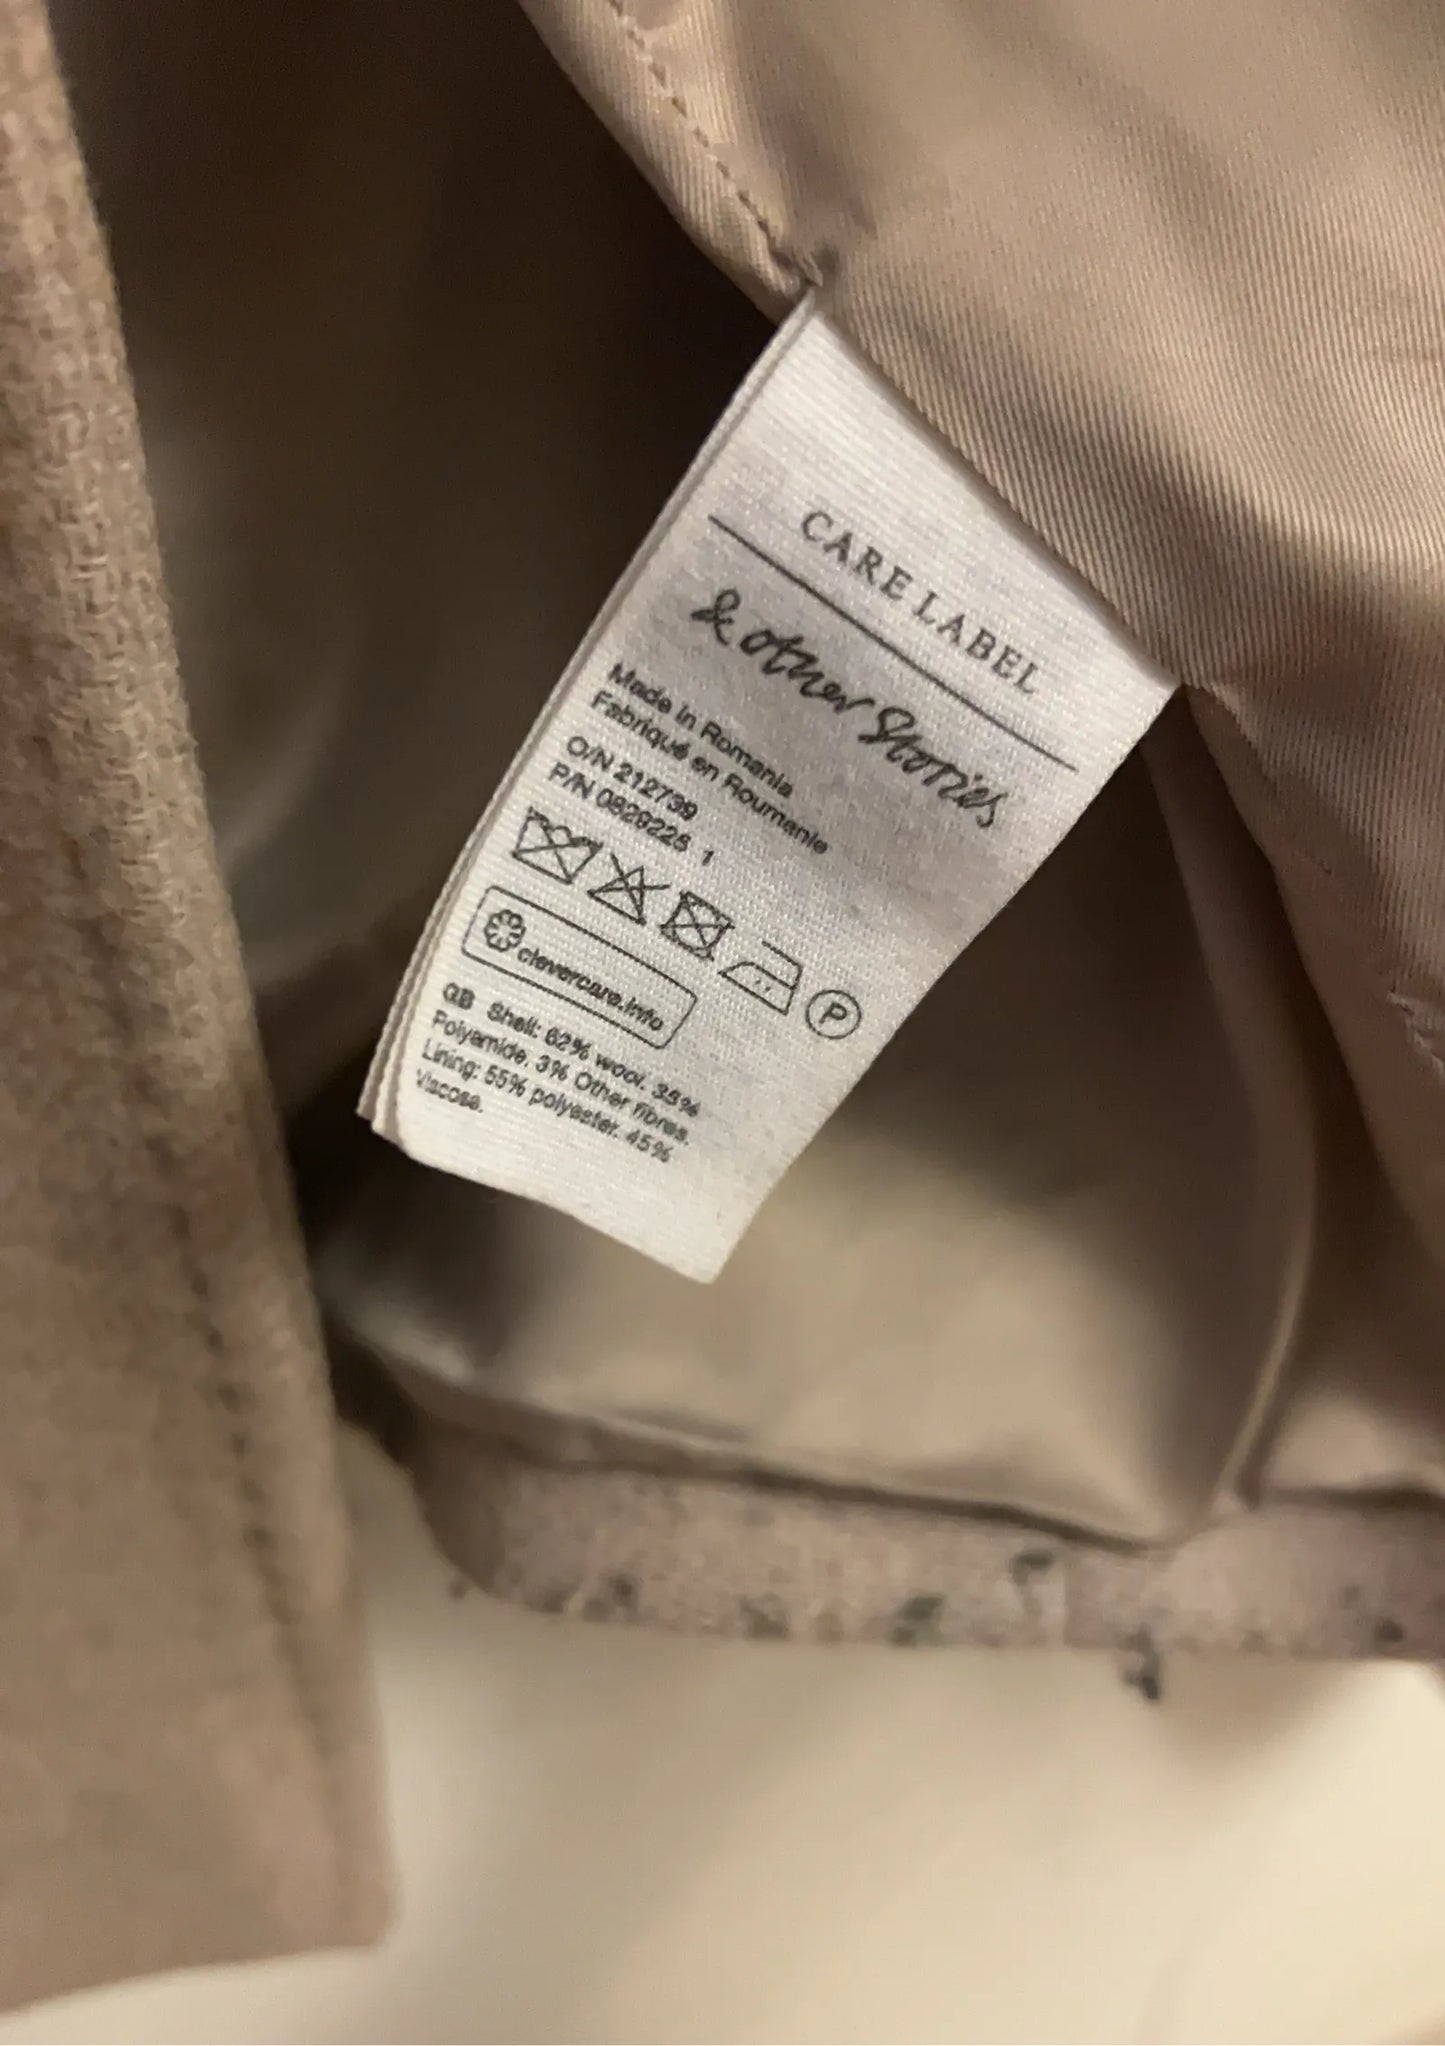 CARE LABEL
& other Stories
Made in Romania
Fabriqué en Roumanie
O/N 212739
P/N 0829225 1
P
clevercare.info
GB Shell: 62% wool. 35%
Polyamide. 3% Other fibres.
Lining: 55% polyester. 45%
Viscose.